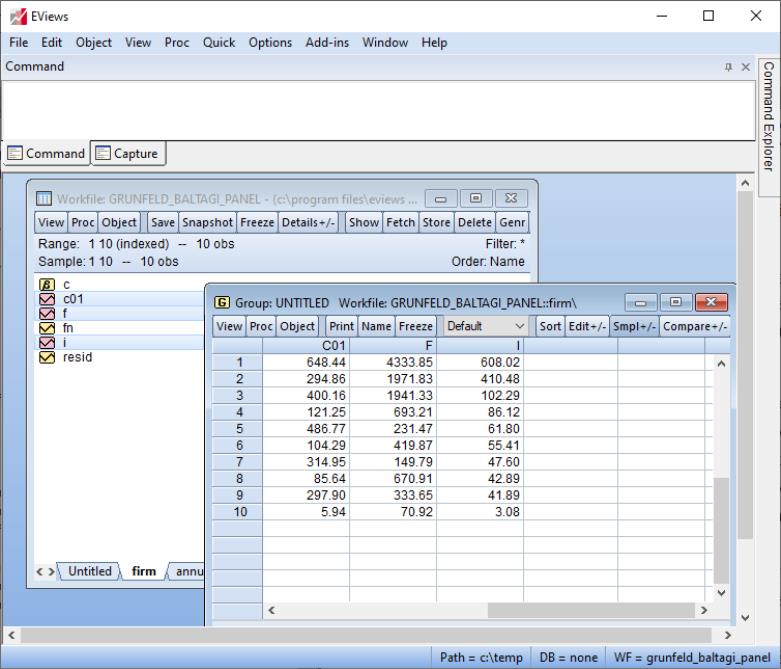 EViews
File Edit Object View Proc Quick Options Add-ins Window Help
Command
Command Explorer
Command Capture
Workfile: GRUNFELD_BALTAGI_PANEL - (c:\program files\eviews ...
View Proc Object Save Snapshot Freeze Details+/- Show Fetch Store Delete Genr
Range: 1 10 (indexed) -- 10 obs Filter: *
Sample: 1 10 -- 10 obs Order: Name
β c
c01
f
fn
i
resid
Untitled firm annu
G Group: UNTITLED Workfile: GRUNFELD_BALTAGI_PANEL::firm\
View Proc Object Print Name Freeze Default Sort Edit+/- Smpl+/- Compare+/-
C01 F I
1 648.44 4333.85 608.02
2 294.86 1971.83 410.48
3 400.16 1941.33 102.29
4 121.25 693.21 86.12
5 486.77 231.47 61.80
6 104.29 419.87 55.41
7 314.95 149.79 47.60
8 85.64 670.91 42.89
9 297.90 333.65 41.89
10 5.94 70.92 3.08
Path = c:\temp DB = none WF = grunfeld_baltagi_panel